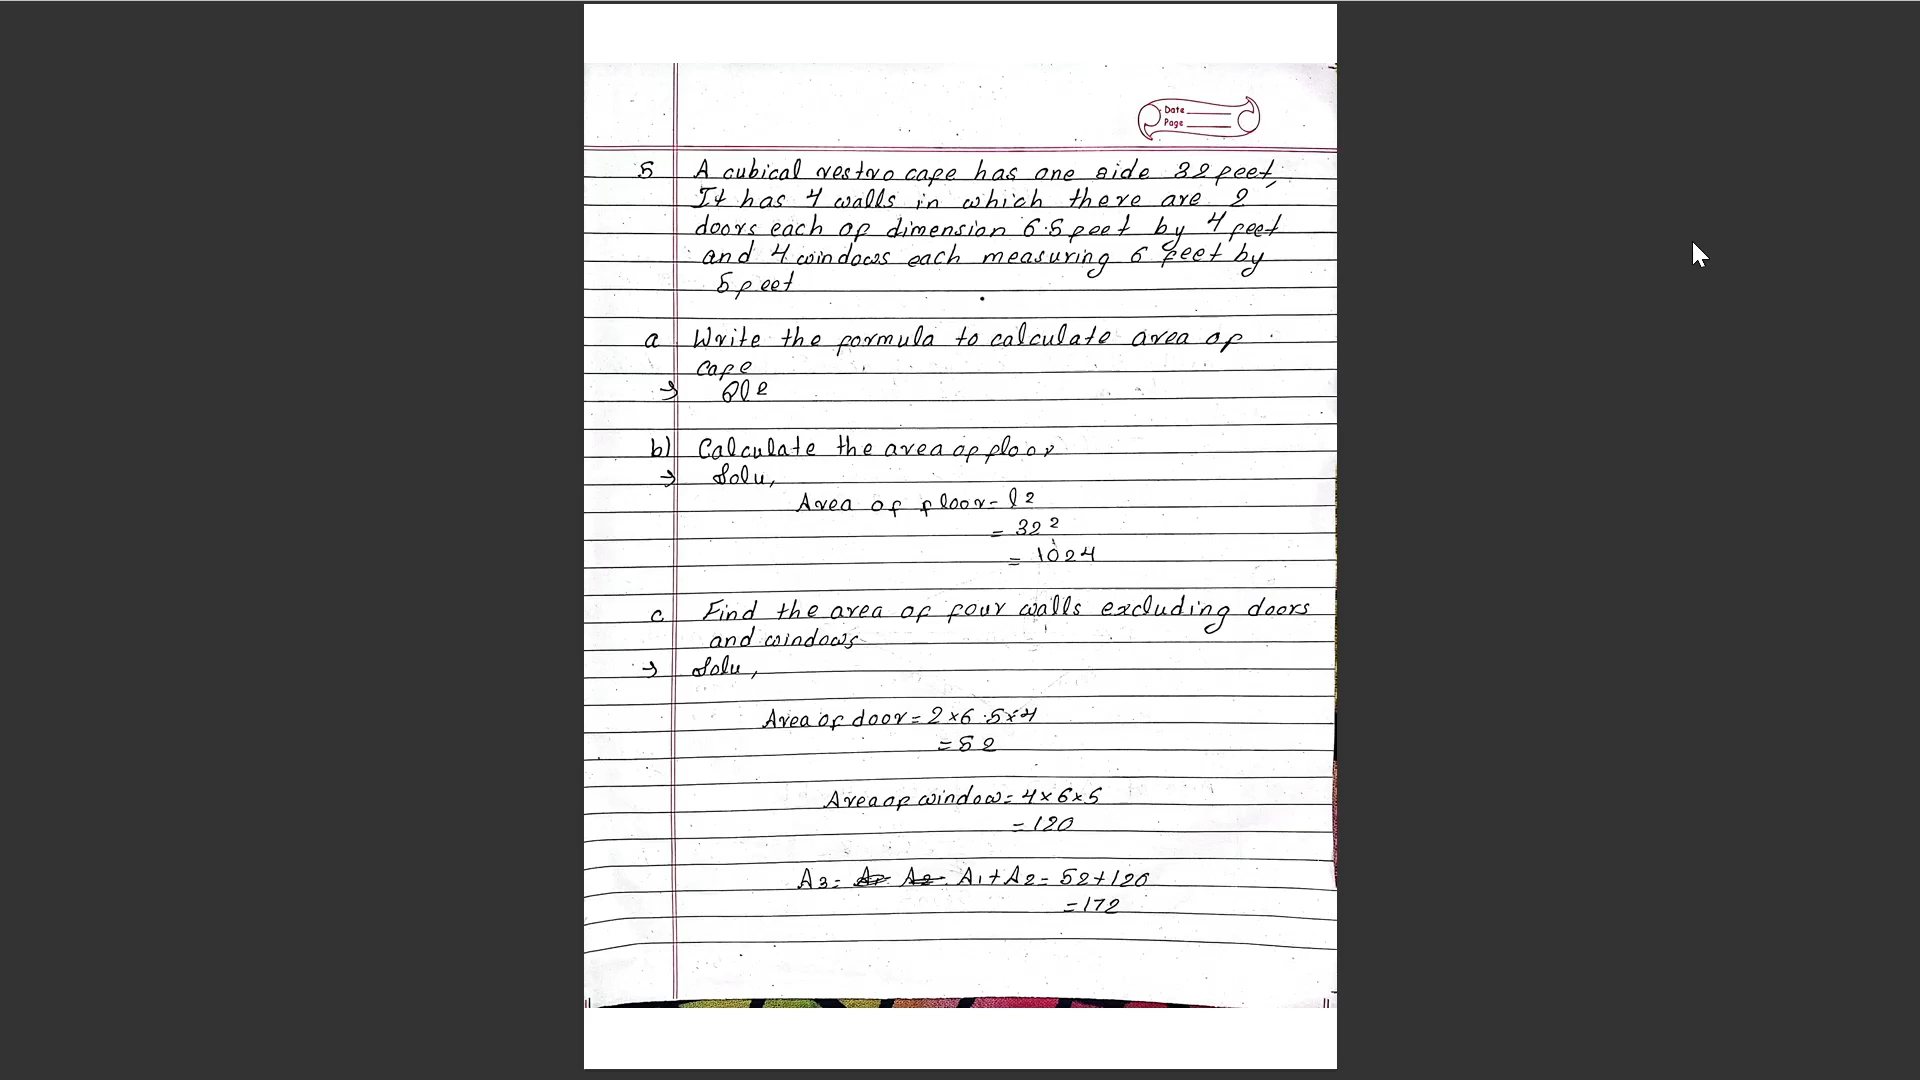 Date
Page
5 A cubical restro cafe has one side 32 feet.
It has 4 walls in which there are 2
doors each of dimension 6.5 feet by 4 feet
and 4 windows each measuring 6 feet by
5 feet
a Write the formula to calculate area of
cafe
→ 6l2
b) Calculate the area of floor
→ Solu,
Area of floor = l2
= 32²
= 1024
c. Find the area of four walls excluding doors
and windows
→ Solu,
Area of door = 2×6.5×4
= 52
Area of window = 4×6×5
= 120
A3 = A1+A2 = 52+120
= 172